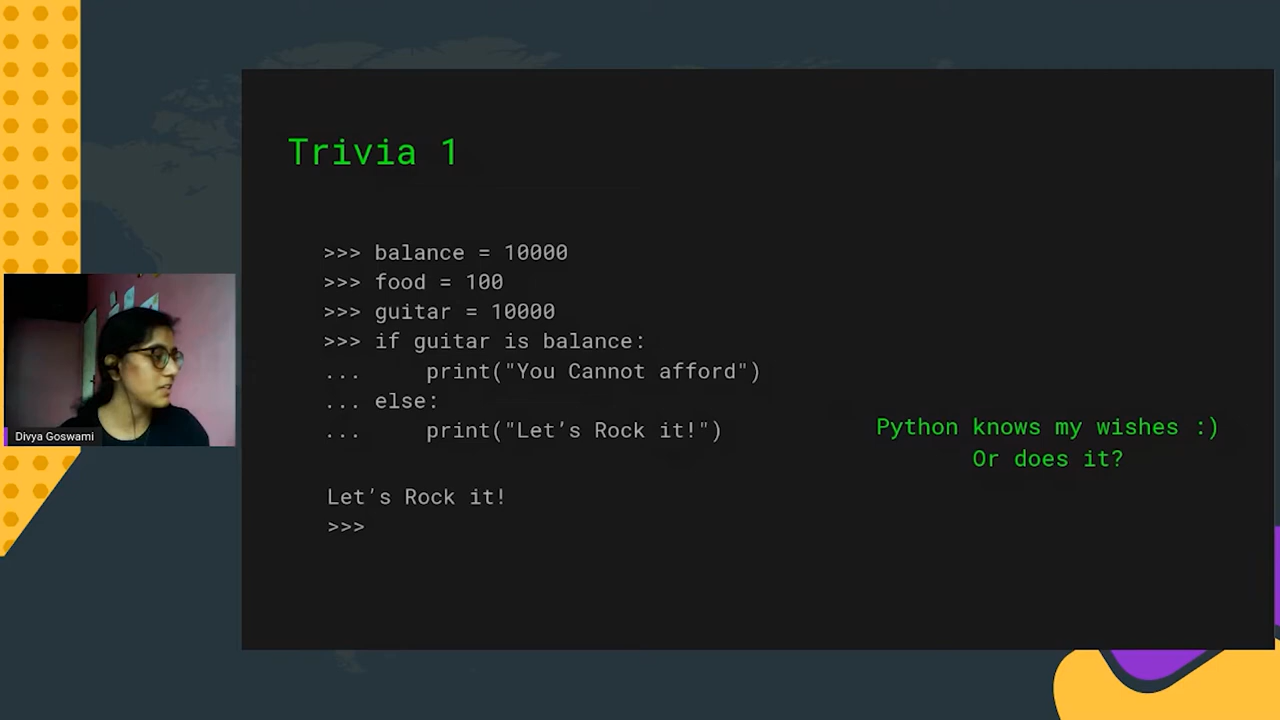 Trivia 1
>>> balance = 10000
>>> food = 100
>>> guitar = 10000
>>> if guitar is balance:
...     print("You Cannot afford")
... else:
...     print("Let’s Rock it!")
Let’s Rock it!
>>>
Python knows my wishes :)
Or does it?
Divya Goswami